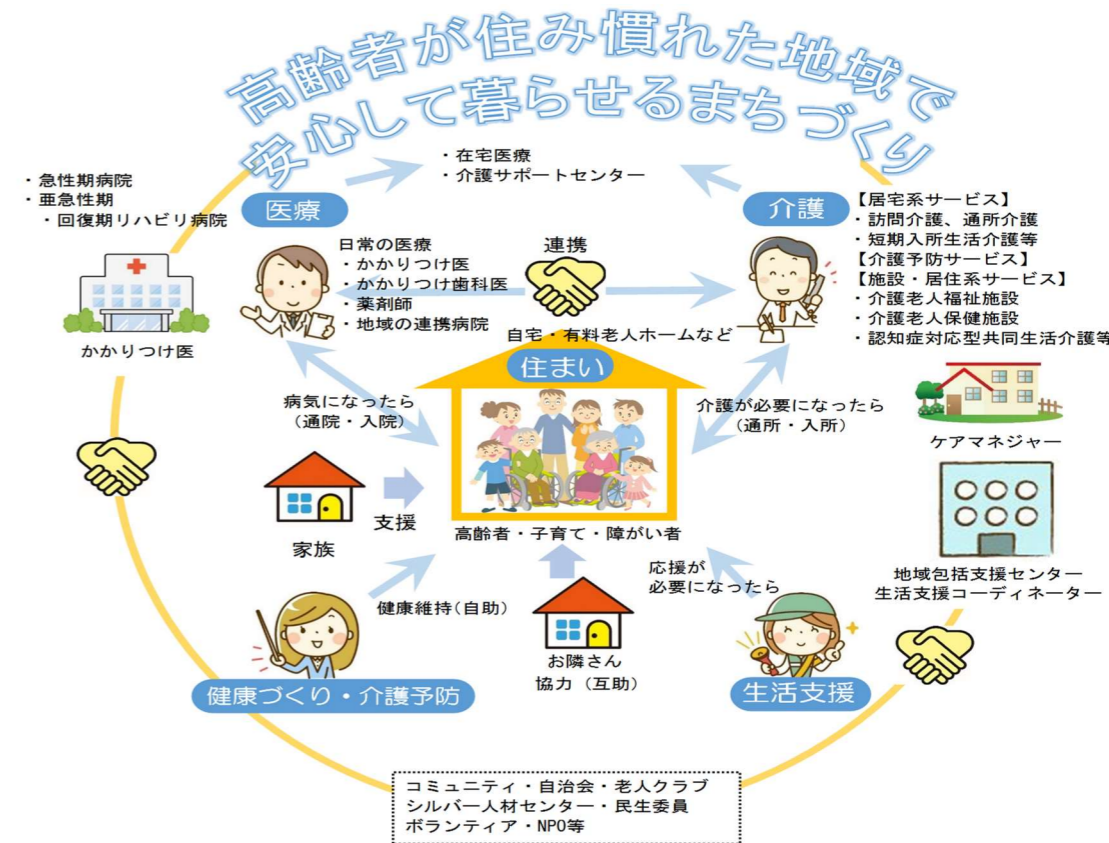 高齢者が住み慣れた地域で
安心して暮らせるまちづくり
・在宅医療
・介護サポートセンター
・急性期病院
・亜急性期
・回復期リハビリ病院
かかりつけ医
医療
日常の医療
・かかりつけ医
・かかりつけ歯科医
・薬剤師
・地域の連携病院
連携
介護
【居宅系サービス】
・訪問介護、通所介護
・短期入所生活介護等
【介護予防サービス】
【施設・居住系サービス】
・介護老人福祉施設
・介護老人保健施設
・認知症対応型共同生活介護等
自宅・有料老人ホームなど
住まい
病気になったら
（通院・入院）
介護が必要になったら
（通所・入所）
ケアマネジャー
家族
支援
高齢者・子育て・障がい者
地域包括支援センター
生活支援コーディネーター
健康維持(自助)
応援が
必要になったら
お隣さん
協力（互助）
健康づくり・介護予防
生活支援
コミュニティ・自治会・老人クラブ
シルバー人材センター・民生委員
ボランティア・NPO等